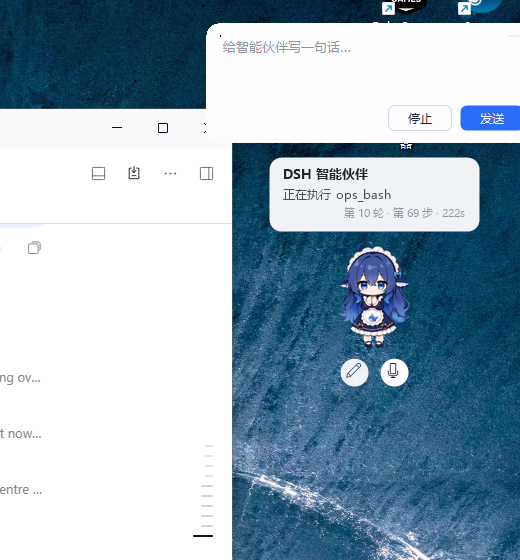 给智能伙伴写一句话...
停止
发送
DSH 智能伙伴
正在执行 ops_bash
第 10 轮 · 第 69 步 · 222s
ng ov...
t now...
entre ...